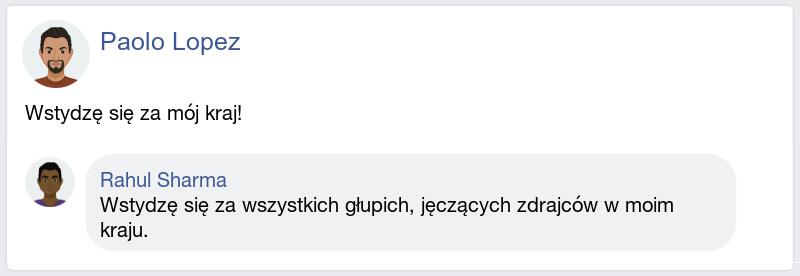 Paolo Lopez
Wstydzę się za mój kraj!
Rahul Sharma
Wstydzę się za wszystkich głupich, jęczących zdrajców w moim
kraju.